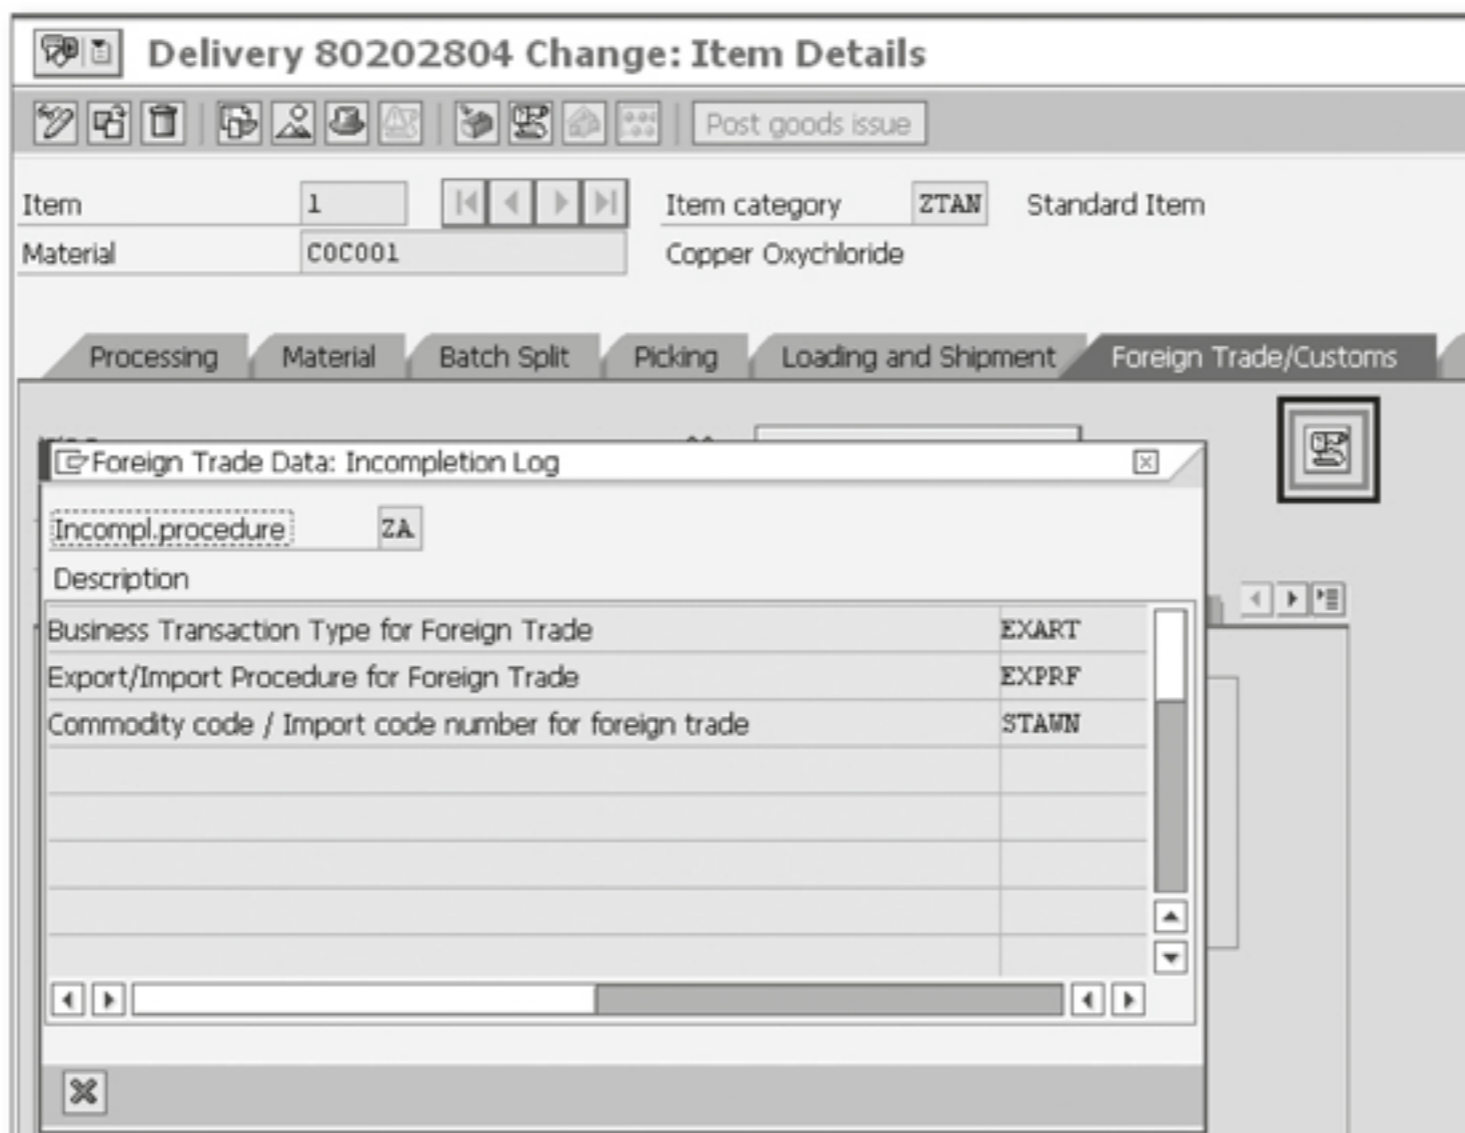 Delivery 80202804 Change: Item Details
Post goods issue
Item 1 Item category ZTAN Standard Item
Material COC001 Copper Oxychloride
Processing Material Batch Split Picking Loading and Shipment Foreign Trade/Customs
Foreign Trade Data: Incompletion Log
Incompl.procedure ZA
Description
Business Transaction Type for Foreign Trade EXART
Export/Import Procedure for Foreign Trade EXPRF
Commodity code / Import code number for foreign trade STAWN